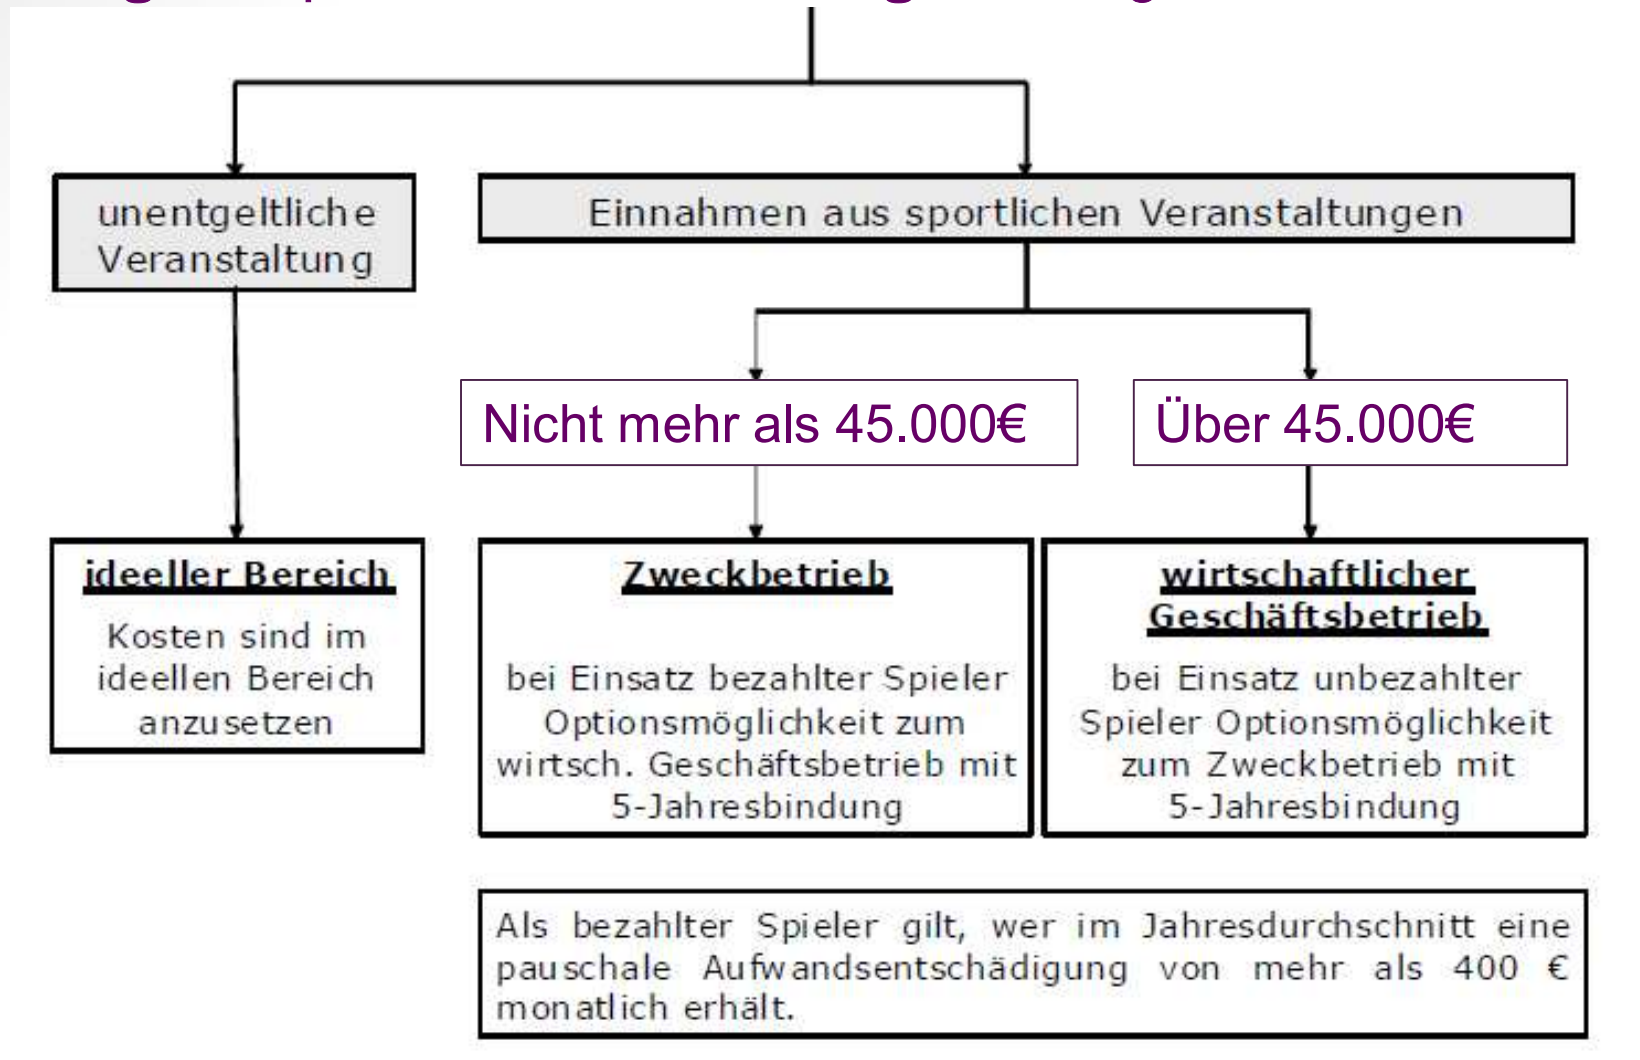 unentgeltliche
Veranstaltung
Einnahmen aus sportlichen Veranstaltungen
Nicht mehr als 45.000€
Über 45.000€
ideeller Bereich
Kosten sind im
ideellen Bereich
anzusetzen
Zweckbetrieb
bei Einsatz bezahlter Spieler
Optionsmöglichkeit zum
wirtsch. Geschäftsbetrieb mit
5-Jahresbindung
wirtschaftlicher
Geschäftsbetrieb
bei Einsatz unbezahlter
Spieler Optionsmöglichkeit
zum Zweckbetrieb mit
5-Jahresbindung
Als bezahlter Spieler gilt, wer im Jahresdurchschnitt eine
pauschale Aufwandsentschädigung von mehr als 400 €
monatlich erhält.